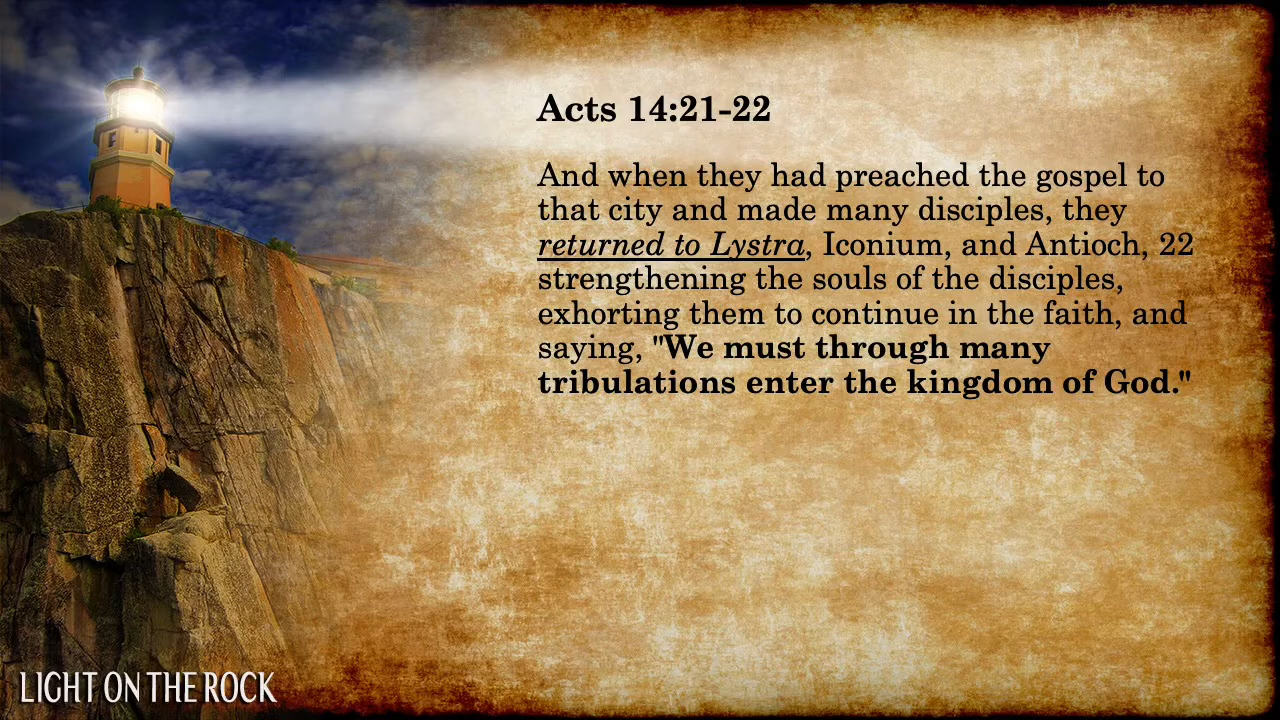 Acts 14:21-22
And when they had preached the gospel to
that city and made many disciples, they
returned to Lystra, Iconium, and Antioch, 22
strengthening the souls of the disciples,
exhorting them to continue in the faith, and
saying, "We must through many
tribulations enter the kingdom of God."
LIGHT ON THE ROCK